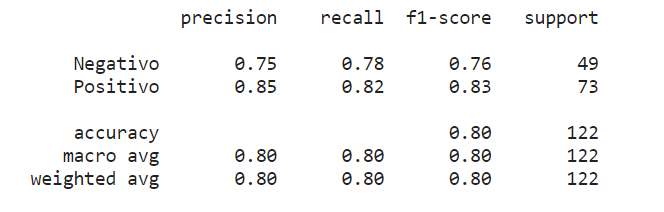 precision recall f1-score support
Negativo 0.75 0.78 0.76 49
Positivo 0.85 0.82 0.83 73
accuracy 0.80 122
macro avg 0.80 0.80 0.80 122
weighted avg 0.80 0.80 0.80 122